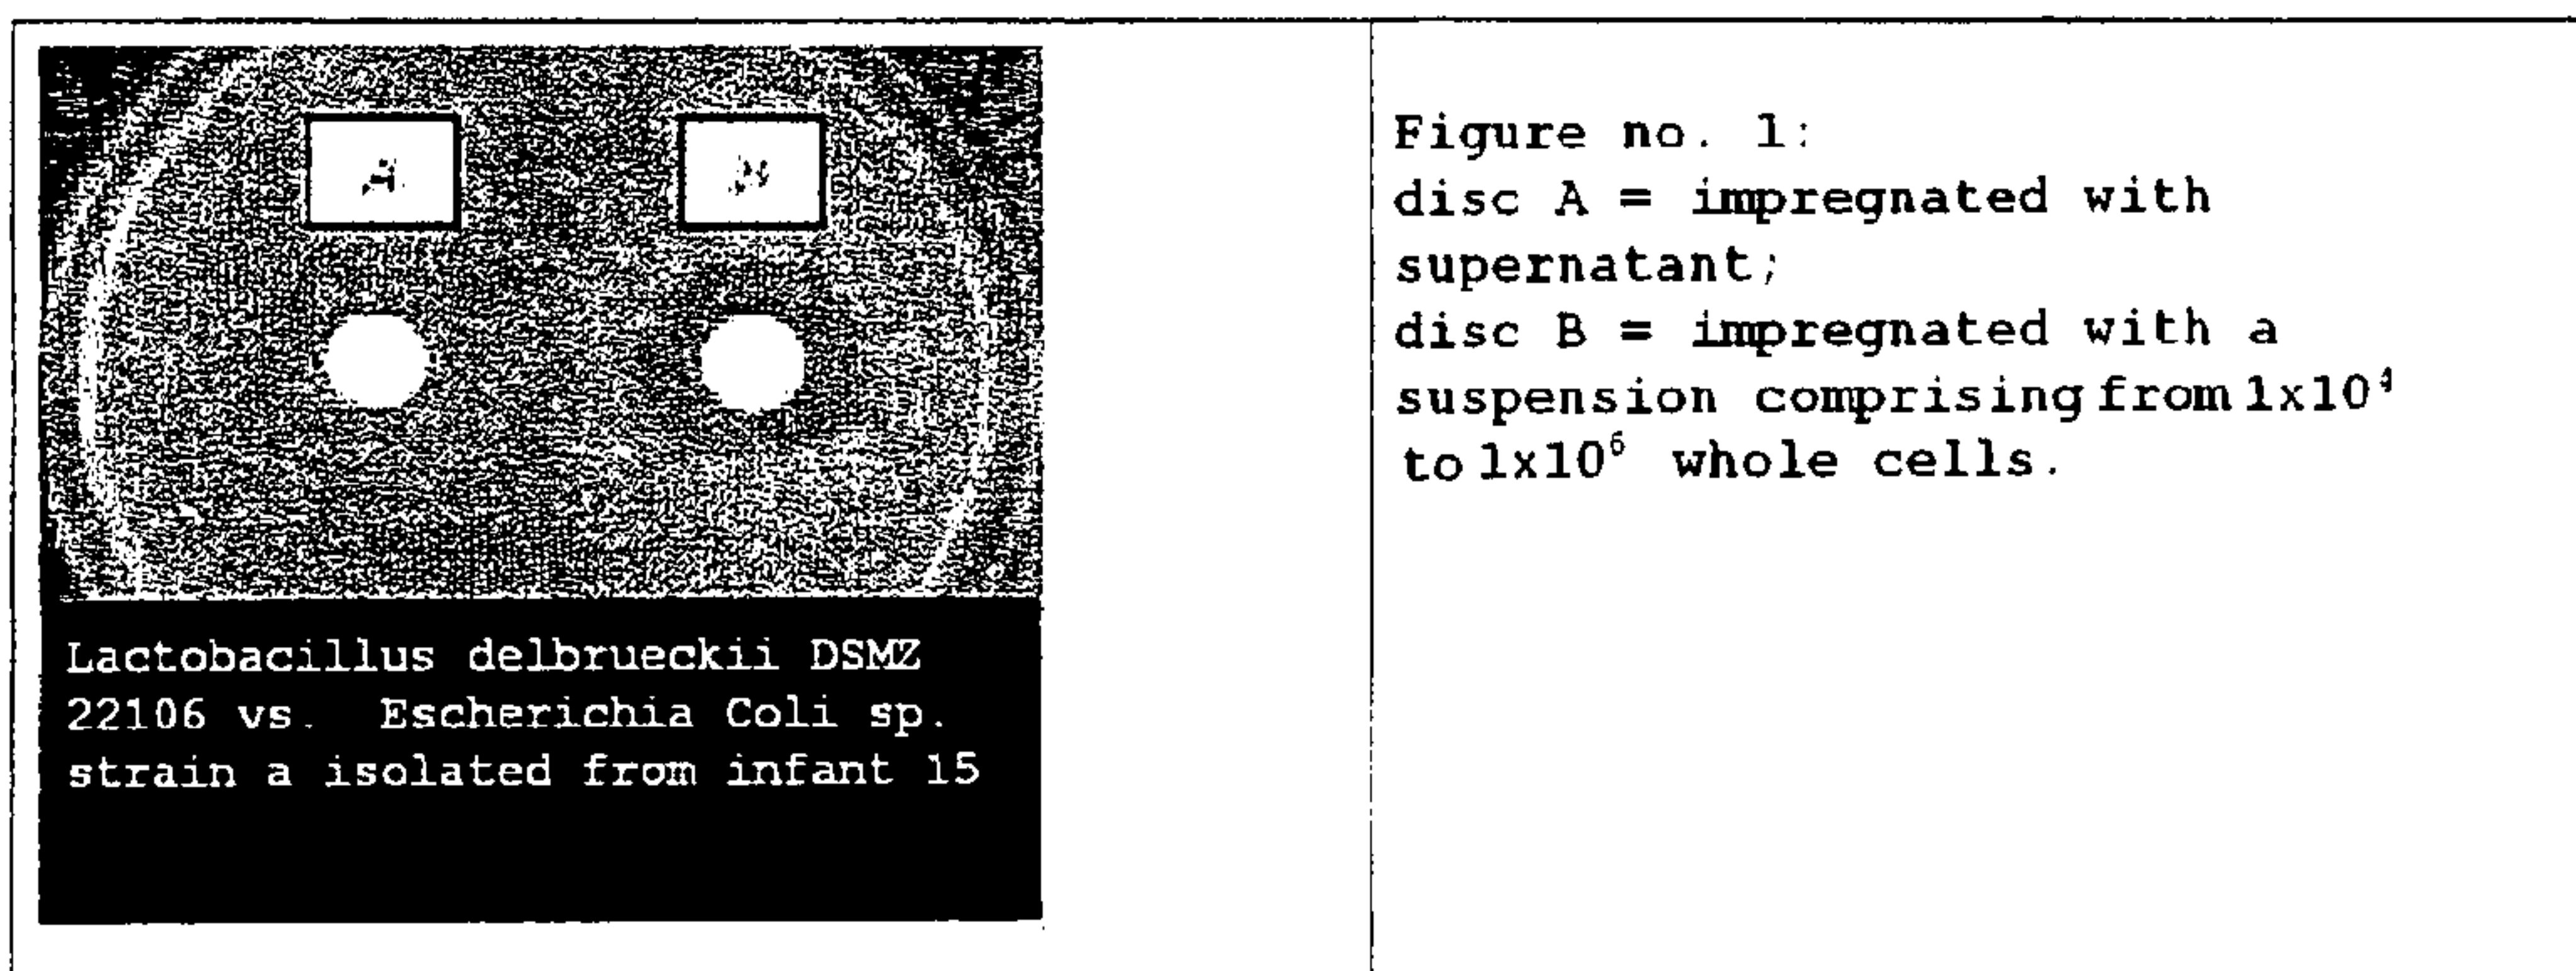 A
Lactobacillus delbrueckii DSMZ
22106 vs. Escherichia Coli sp.
strain a isolated from infant 15
Figure no. 1:
disc A = impregnated with
supernatant;
disc B = impregnated with a
suspension comprising from 1x10⁴
to 1x10⁶ whole cells.